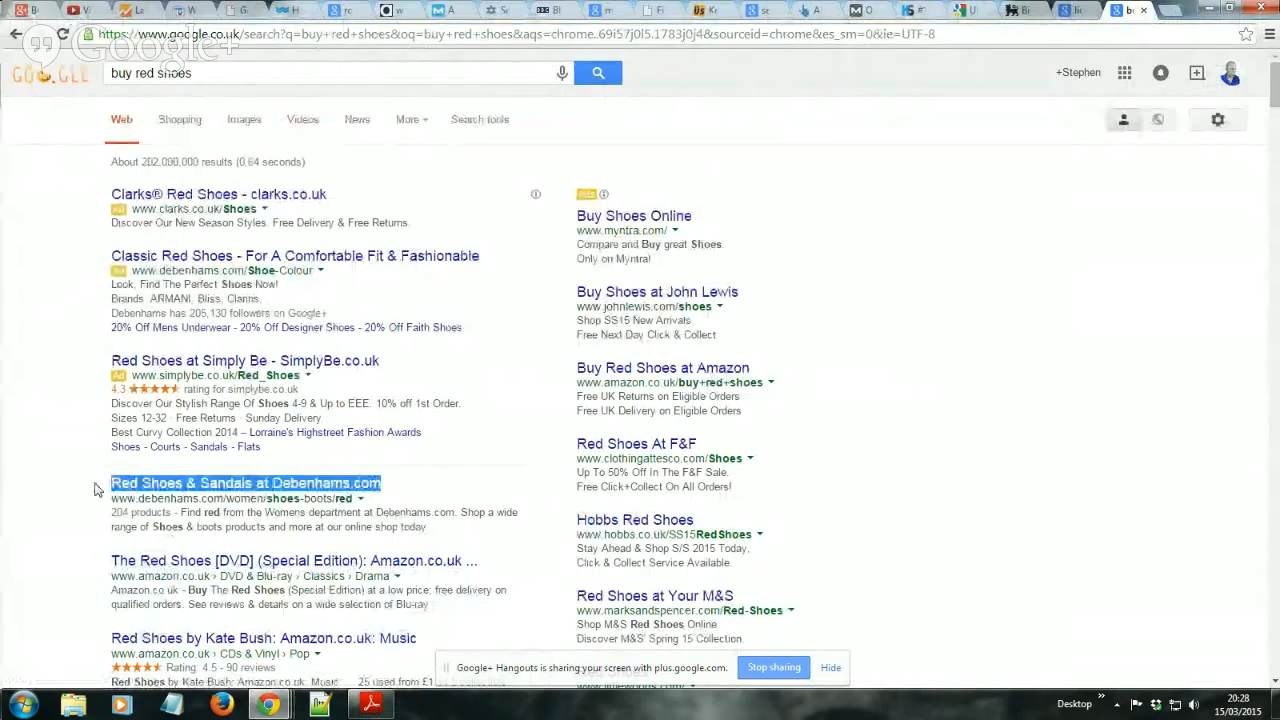 Google+
https://www.google.co.uk/search?q=buy+red+shoes&oq=buy+red+shoes&aqs=chrome..69i57j0l5.1783j0j4&sourceid=chrome&es_sm=0&ie=UTF-8
buy red shoes
+Stephen
Web Shopping Images Videos News More Search tools
About 202,000,000 results (0.64 seconds)
Clarks® Red Shoes - clarks.co.uk
Ad www.clarks.co.uk/Shoes
Discover Our New Season Styles. Free Delivery & Free Returns.
Classic Red Shoes - For A Comfortable Fit & Fashionable
Ad www.debenhams.com/Shoe-Colour
Look, Find The Perfect Shoes Now!
Brands: ARMANI, Bliss, Clarins,
Debenhams has 205,130 followers on Google+
20% Off Mens Underwear - 20% Off Designer Shoes - 20% Off Faith Shoes
Red Shoes at Simply Be - SimplyBe.co.uk
Ad www.simplybe.co.uk/Red_Shoes
4.3 rating for simplybe.co.uk
Discover Our Stylish Range Of Shoes 4-9 & Up to EEE. 10% off 1st Order.
Sizes 12-32 · Free Returns · Sunday Delivery
Best Curvy Collection 2014 – Lorraine's Highstreet Fashion Awards
Shoes - Courts - Sandals - Flats
Red Shoes & Sandals at Debenhams.com
www.debenhams.com/women/shoes-boots/red
204 products - Find red from the Womens department at Debenhams.com. Shop a wide
range of Shoes & boots products and more at our online shop today
The Red Shoes [DVD] (Special Edition): Amazon.co.uk ...
www.amazon.co.uk › DVD & Blu-ray › Classics › Drama
Amazon.co.uk - Buy The Red Shoes (Special Edition) at a low price; free delivery on
qualified orders. See reviews & details on a wide selection of Blu-ray
Red Shoes by Kate Bush: Amazon.co.uk: Music
www.amazon.co.uk › CDs & Vinyl › Pop
Rating: 4.5 - 90 reviews
Red Shoes by Kate Bush: Amazon.co.uk: Music 25 used from
Ads
Buy Shoes Online
www.myntra.com/
Compare and Buy great Shoes.
Only on Myntra!
Buy Shoes at John Lewis
www.johnlewis.com/shoes
Shop SS15 New Arrivals
Free Next Day Click & Collect
Buy Red Shoes at Amazon
www.amazon.co.uk/buy+red+shoes
Free UK Returns on Eligible Orders
Free UK Delivery on Eligible Orders
Red Shoes At F&F
www.clothingattesco.com/Shoes
Up To 50% Off In The F&F Sale.
Free Click+Collect On All Orders!
Hobbs Red Shoes
www.hobbs.co.uk/SS15RedShoes
Stay Ahead & Shop S/S 2015 Today,
Click & Collect Service Available.
Red Shoes at Your M&S
www.marksandspencer.com/Red-Shoes
Shop M&S Red Shoes Online
Discover M&S' Spring 15 Collection.
Google+ Hangouts is sharing your screen with plus.google.com. Stop sharing Hide
Desktop
20:28
15/03/2015